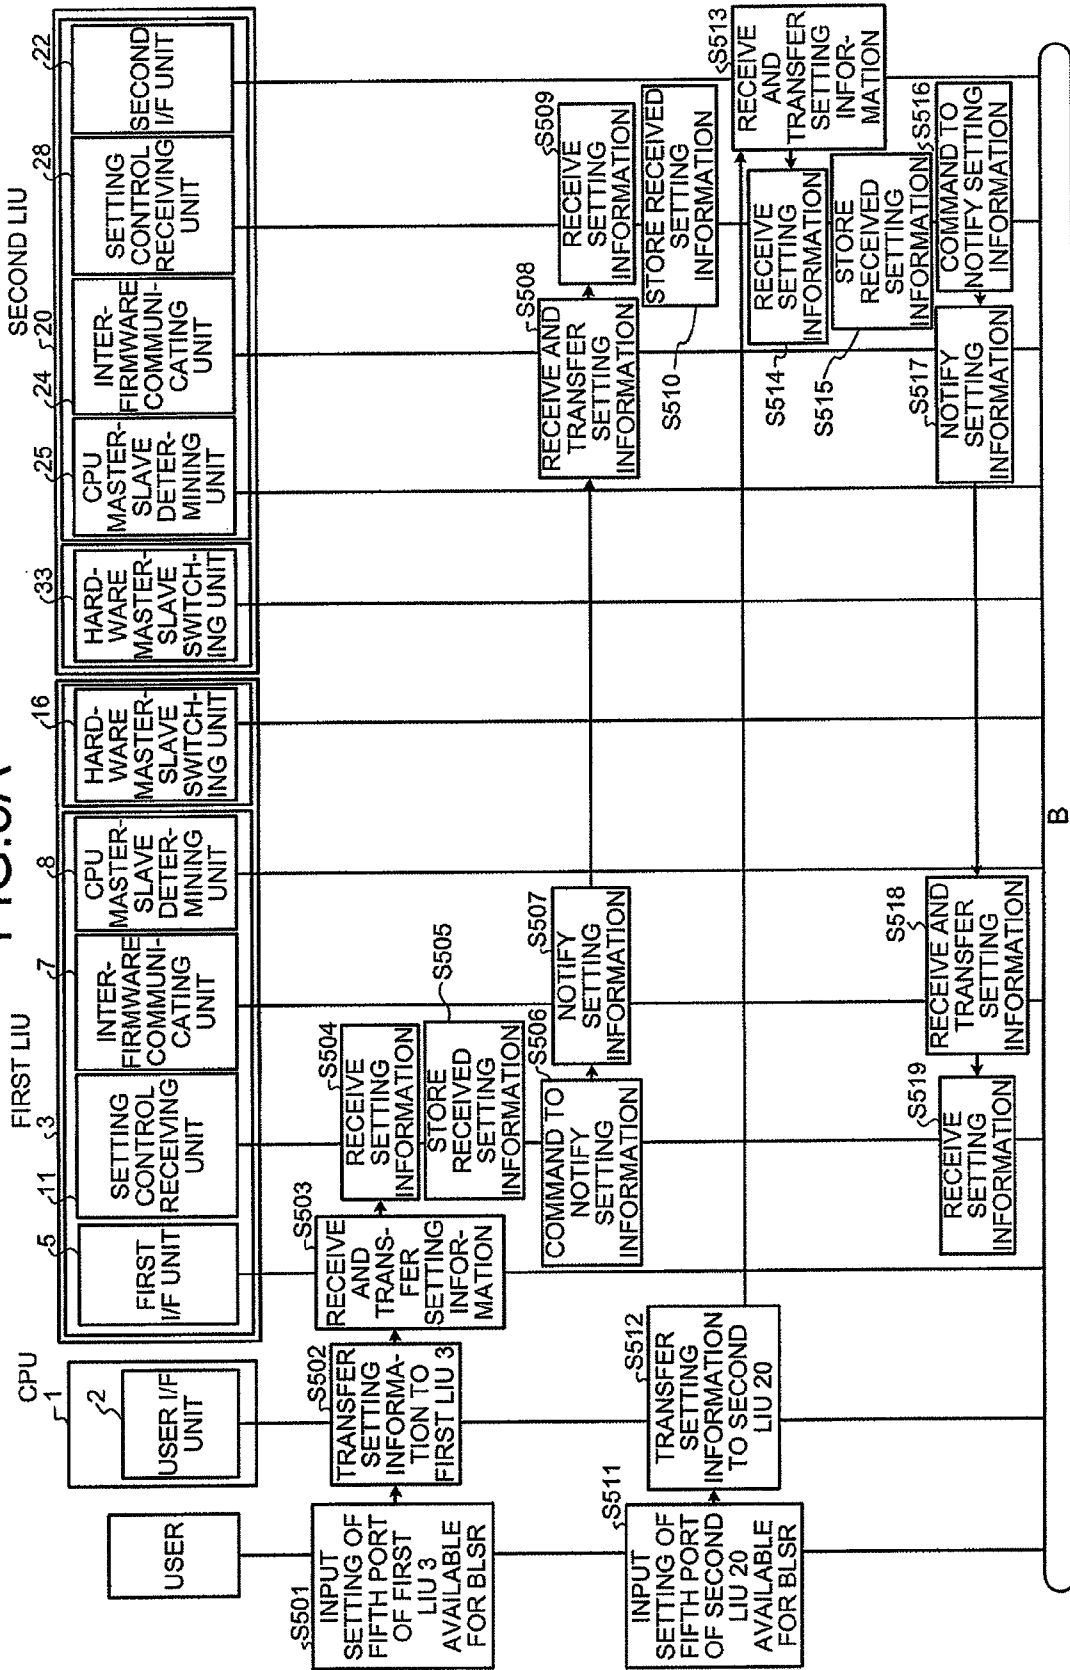 FIG.
USER
CPU
1
2
USER I/F
UNIT
FIRST LIU
3
5
FIRST
I/F UNIT
11
SETTING
CONTROL
RECEIVING
UNIT
7
INTER-
FIRMWARE
COMMUNI-
CATING
UNIT
8
CPU
MASTER-
SLAVE
DETER-
MINING
UNIT
16
HARD-
WARE
MASTER-
SLAVE
SWITCH-
ING UNIT
SECOND LIU
20
33
HARD-
WARE
MASTER-
SLAVE
SWITCH-
ING UNIT
25
CPU
MASTER-
SLAVE
DETER-
MINING
UNIT
24
INTER-
FIRMWARE
COMMUNI-
CATING
UNIT
28
SETTING
CONTROL
RECEIVING
UNIT
22
SECOND
I/F UNIT
S501
INPUT
SETTING OF
FIFTH PORT
OF FIRST
LIU 3
AVAILABLE
FOR BLSR
S502
TRANSFER
SETTING
INFORMA-
TION TO
FIRST LIU 3
S503
RECEIVE
AND
TRANS-
FER
SETTING
INFOR-
MATION
S504
RECEIVE
SETTING
INFORMATION
S505
STORE
RECEIVED
SETTING
INFORMATION
S506
COMMAND TO
NOTIFY
SETTING
INFORMATION
S507
NOTIFY
SETTING
INFORMATION
S508
RECEIVE AND
TRANSFER
SETTING
INFORMATION
S509
RECEIVE
SETTING
INFORMATION
S510
STORE RECEIVED
SETTING
INFORMATION
S511
INPUT
SETTING OF
FIFTH PORT
OF SECOND
LIU 20
AVAILABLE
FOR BLSR
S512
TRANSFER
SETTING
INFORMATION
TO SECOND
LIU 20
S513
RECEIVE
AND
TRANSFER
SETTING
INFOR-
MATION
S514
RECEIVE
SETTING
INFORMATION
S515
STORE
RECEIVED
SETTING
INFORMATION
S516
COMMAND TO
NOTIFY SETTING
INFORMATION
S517
NOTIFY
SETTING
INFORMATION
S518
RECEIVE AND
TRANSFER
SETTING
INFORMATION
S519
RECEIVE
SETTING
INFORMATION
B